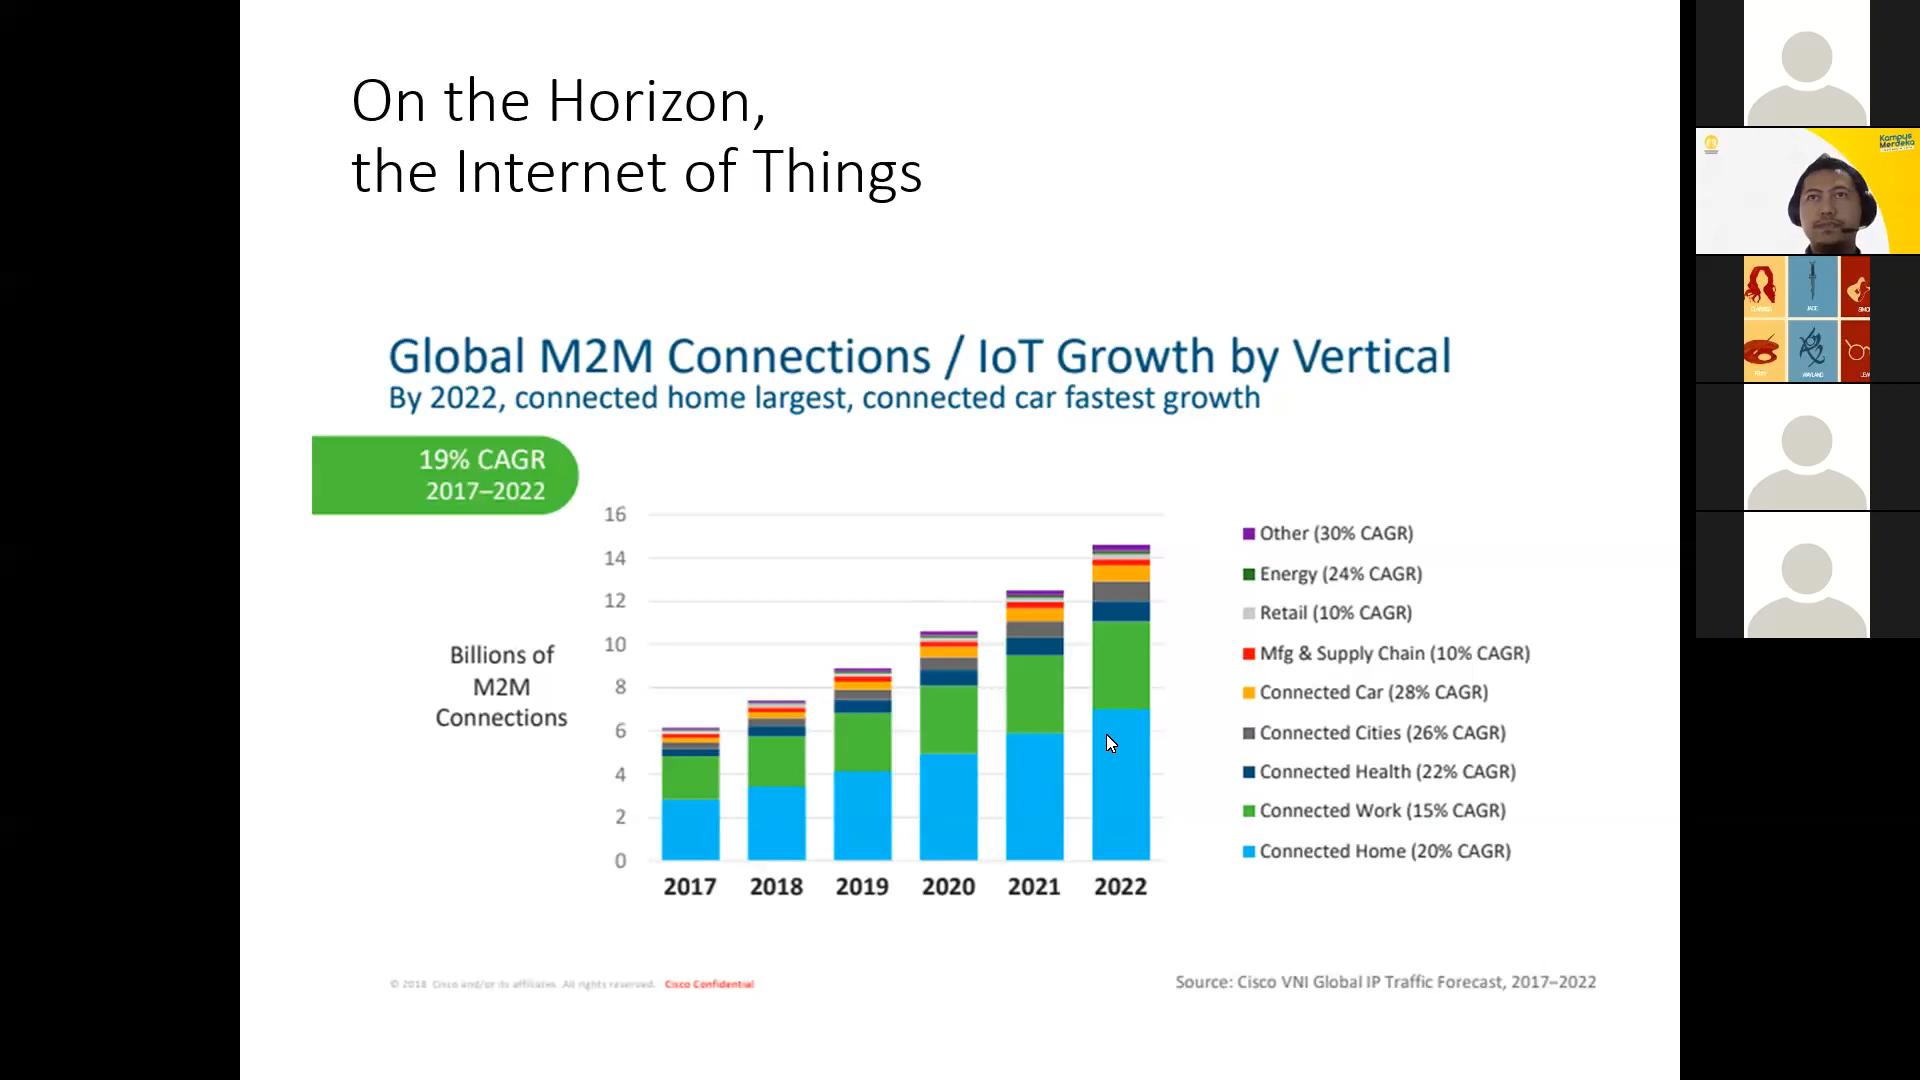 On the Horizon,
the Internet of Things
Global M2M Connections / IoT Growth by Vertical
By 2022, connected home largest, connected car fastest growth
19% CAGR
2017–2022
16
14
12
10
8
6
4
2
0
Billions of
M2M
Connections
2017 2018 2019 2020 2021 2022
Other (30% CAGR)
Energy (24% CAGR)
Retail (10% CAGR)
Mfg & Supply Chain (10% CAGR)
Connected Car (28% CAGR)
Connected Cities (26% CAGR)
Connected Health (22% CAGR)
Connected Work (15% CAGR)
Connected Home (20% CAGR)
© 2018 Cisco and/or its affiliates. All rights reserved. Cisco Confidential
Source: Cisco VNI Global IP Traffic Forecast, 2017–2022
Kampus
Merdeka
JACE